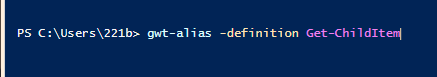 PS C:\Users\221b> gwt-alias -definition Get-ChildItem